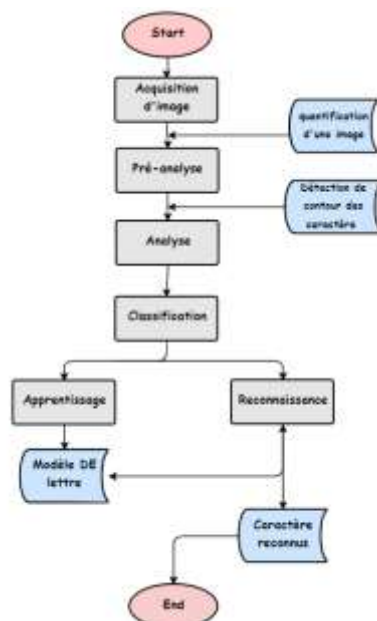 Start
Acquisition
d'image
quantification
d'une image
Pré-analyse
Détection de
contour des
caractère
Analyse
Classification
Apprentissage
Reconnaissance
Modèle DE
lettre
Caractère
reconnus
End